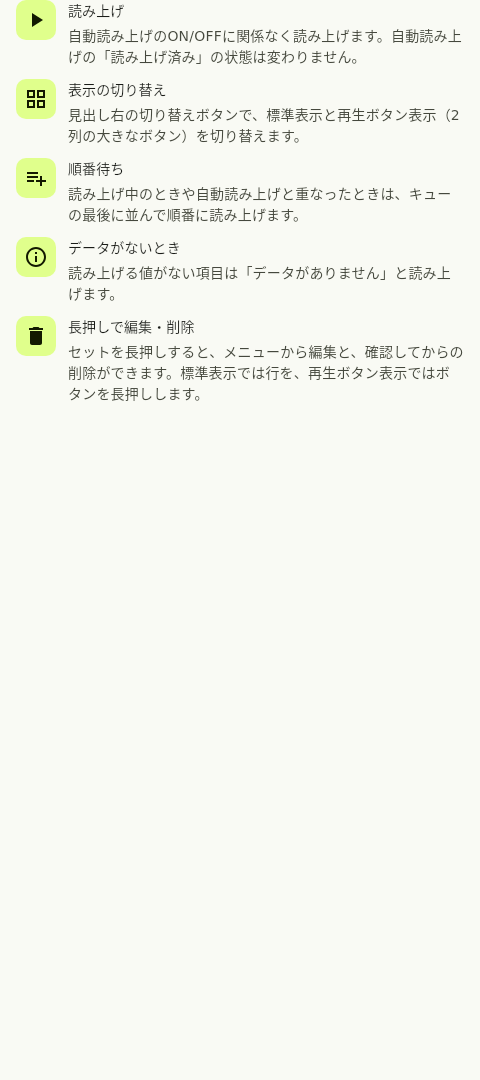 読み上げ
自動読み上げのON/OFFに関係なく読み上げます。自動読み上
げの「読み上げ済み」の状態は変わりません。
表示の切り替え
見出し右の切り替えボタンで、標準表示と再生ボタン表示（2
列の大きなボタン）を切り替えます。
順番待ち
読み上げ中のときや自動読み上げと重なったときは、キュー
の最後に並んで順番に読み上げます。
データがないとき
読み上げる値がない項目は「データがありません」と読み上
げます。
長押しで編集・削除
セットを長押しすると、メニューから編集と、確認してからの
削除ができます。標準表示では行を、再生ボタン表示ではボ
タンを長押しします。